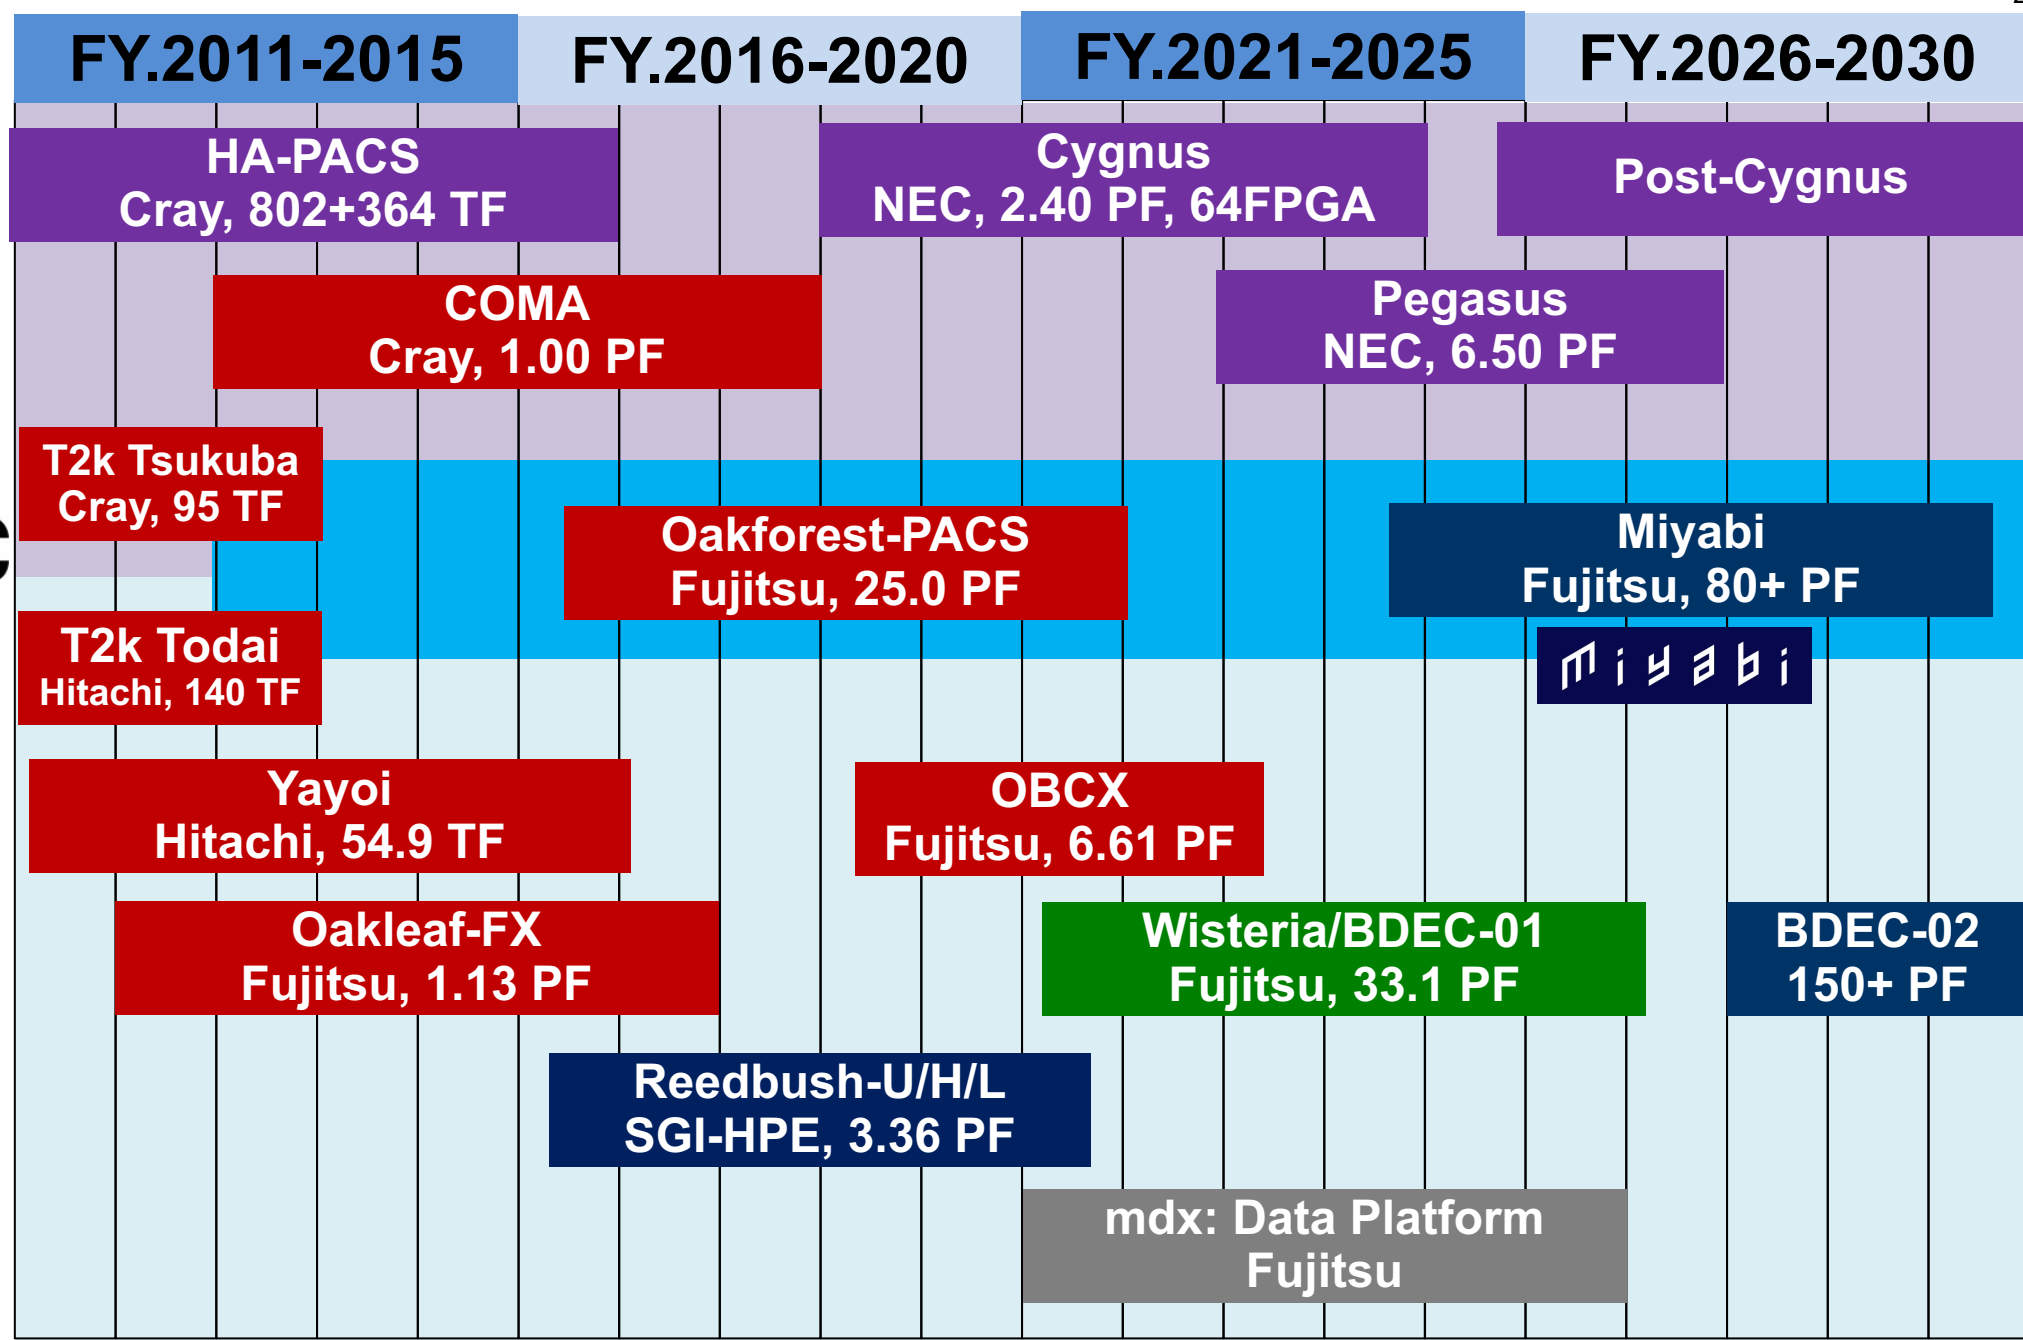 FY.2011-2015
FY.2016-2020
FY.2021-2025
FY.2026-2030
HA-PACS
Cray, 802+364 TF
Cygnus
NEC, 2.40 PF, 64FPGA
Post-Cygnus
COMA
Cray, 1.00 PF
Pegasus
NEC, 6.50 PF
T2k Tsukuba
Cray, 95 TF
Oakforest-PACS
Fujitsu, 25.0 PF
Miyabi
Fujitsu, 80+ PF
T2k Todai
Hitachi, 140 TF
Miyabi
Yayoi
Hitachi, 54.9 TF
OBCX
Fujitsu, 6.61 PF
Oakleaf-FX
Fujitsu, 1.13 PF
Wisteria/BDEC-01
Fujitsu, 33.1 PF
BDEC-02
150+ PF
Reedbush-U/H/L
SGI-HPE, 3.36 PF
mdx: Data Platform
Fujitsu